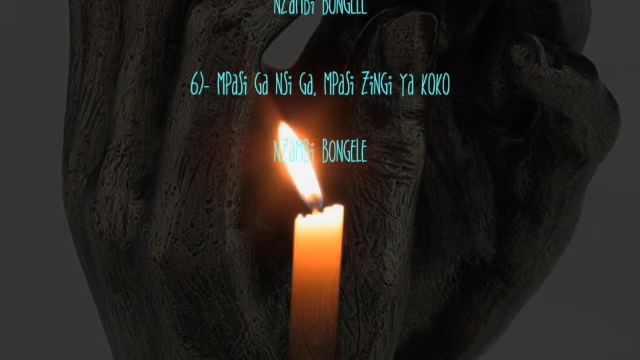 NZAMBI BONGELE
6)- MPASI GA NSI GA, MPASI ZINGI YA KOKO
NZAMBI BONGELE